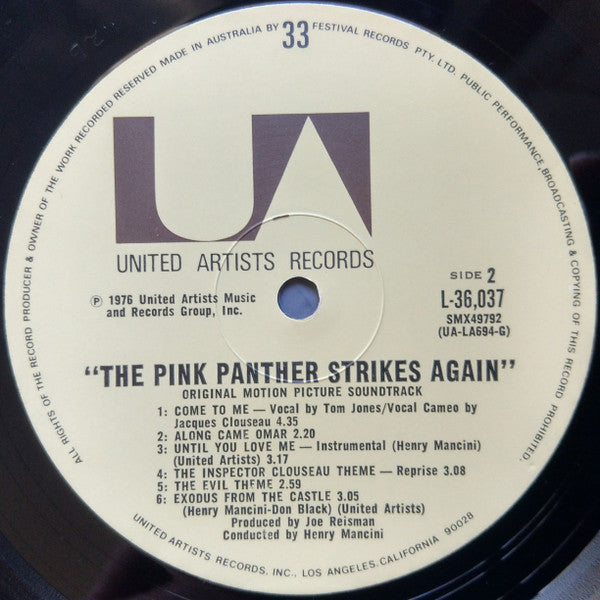 33
ALL RIGHTS OF THE RECORD PRODUCER & OWNER OF THE WORK RECORDED RESERVED MADE IN AUSTRALIA BY FESTIVAL RECORDS PTY. LTD. PUBLIC PERFORMANCE, BROADCASTING & COPYING OF THIS RECORD PROHIBITED.
UA
UNITED ARTISTS RECORDS
SIDE 2
L-36,037
SMX49792
(UA-LA694-G)
℗ 1976 United Artists Music
and Records Group, Inc.
"THE PINK PANTHER STRIKES AGAIN"
ORIGINAL MOTION PICTURE SOUNDTRACK
1: COME TO ME — Vocal by Tom Jones/Vocal Cameo by
Jacques Clouseau 4.35
2: ALONG CAME OMAR 2.20
3: UNTIL YOU LOVE ME — Instrumental (Henry Mancini)
(United Artists) 3.17
4: THE INSPECTOR CLOUSEAU THEME — Reprise 3.08
5: THE EVIL THEME 2.59
6: EXODUS FROM THE CASTLE 3.05
(Henry Mancini-Don Black) (United Artists)
Produced by Joe Reisman
Conducted by Henry Mancini
UNITED ARTISTS RECORDS, INC., LOS ANGELES, CALIFORNIA 90028